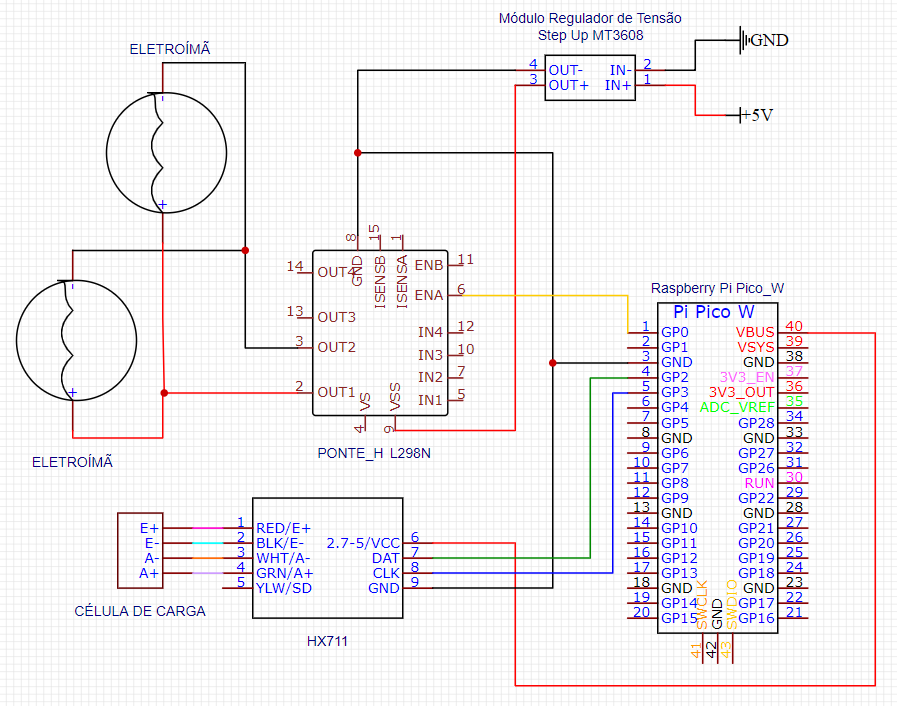 Módulo Regulador de Tensão
Step Up MT3608
ELETROÍMÃ
4 OUT- IN- 2
3 OUT+ IN+ 1
GND
+5V
-
+
ELETROÍMÃ
-
+
8 GND
15 ISENSB
1 ISENSA
14 OUT4
13 OUT3
3 OUT2
2 OUT1
ENB 11
ENA 6
IN4 12
IN3 10
IN2 7
IN1 5
4 VS
9 VSS
PONTE_H L298N
Raspberry Pi Pico_W
Pi Pico W
1 GP0 VBUS 40
2 GP1 VSYS 39
3 GND GND 38
4 GP2 3V3_EN 37
5 GP3 3V3_OUT 36
6 GP4 ADC_VREF 35
7 GP5 GP28 34
8 GND GND 33
9 GP6 GP27 32
10 GP7 GP26 31
11 GP8 RUN 30
12 GP9 GP22 29
13 GND GND 28
14 GP10 GP21 27
15 GP11 GP20 26
16 GP12 GP19 25
17 GP13 GP18 24
18 GND GND 23
19 GP14 GP17 22
20 GP15 GP16 21
SWCLK 41
GND 42
SWDIO 43
E+
E-
A-
A+
CÉLULA DE CARGA
1 RED/E+
2 BLK/E-
3 WHT/A-
4 GRN/A+
5 YLW/SD
2.7-5/VCC 6
DAT 7
CLK 8
GND 9
HX711